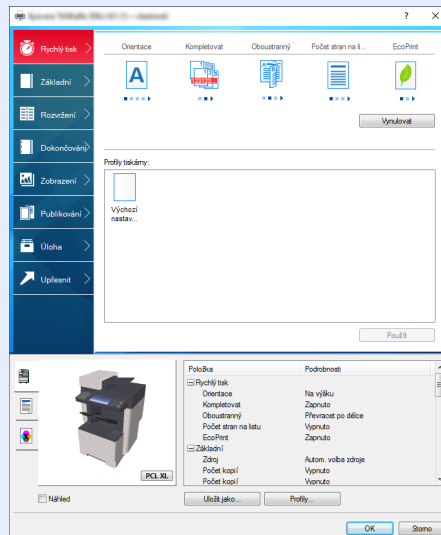 ? X
Rychlý tisk
Základní
Rozvržení
Dokončování
Zobrazení
Publikování
Úloha
Upřesnit
Orientace Kompletovat Oboustranný Počet stran na li... EcoPrint
A 123123...
Vynulovat
Profily tiskárny:
Výchozí
nastav...
Použít
Položka Podrobnosti
Rychlý tisk
Orientace Na výšku
Kompletovat Zapnuto
Oboustranný Převracet po délce
Počet stran na listu Vypnuto
EcoPrint Zapnuto
Základní
Zdroj Autom. volba zdroje
Počet kopií Vypnuto
Počet kopií Vypnuto
PCL XL
Náhled
Uložit jako... Profily...
OK Storno